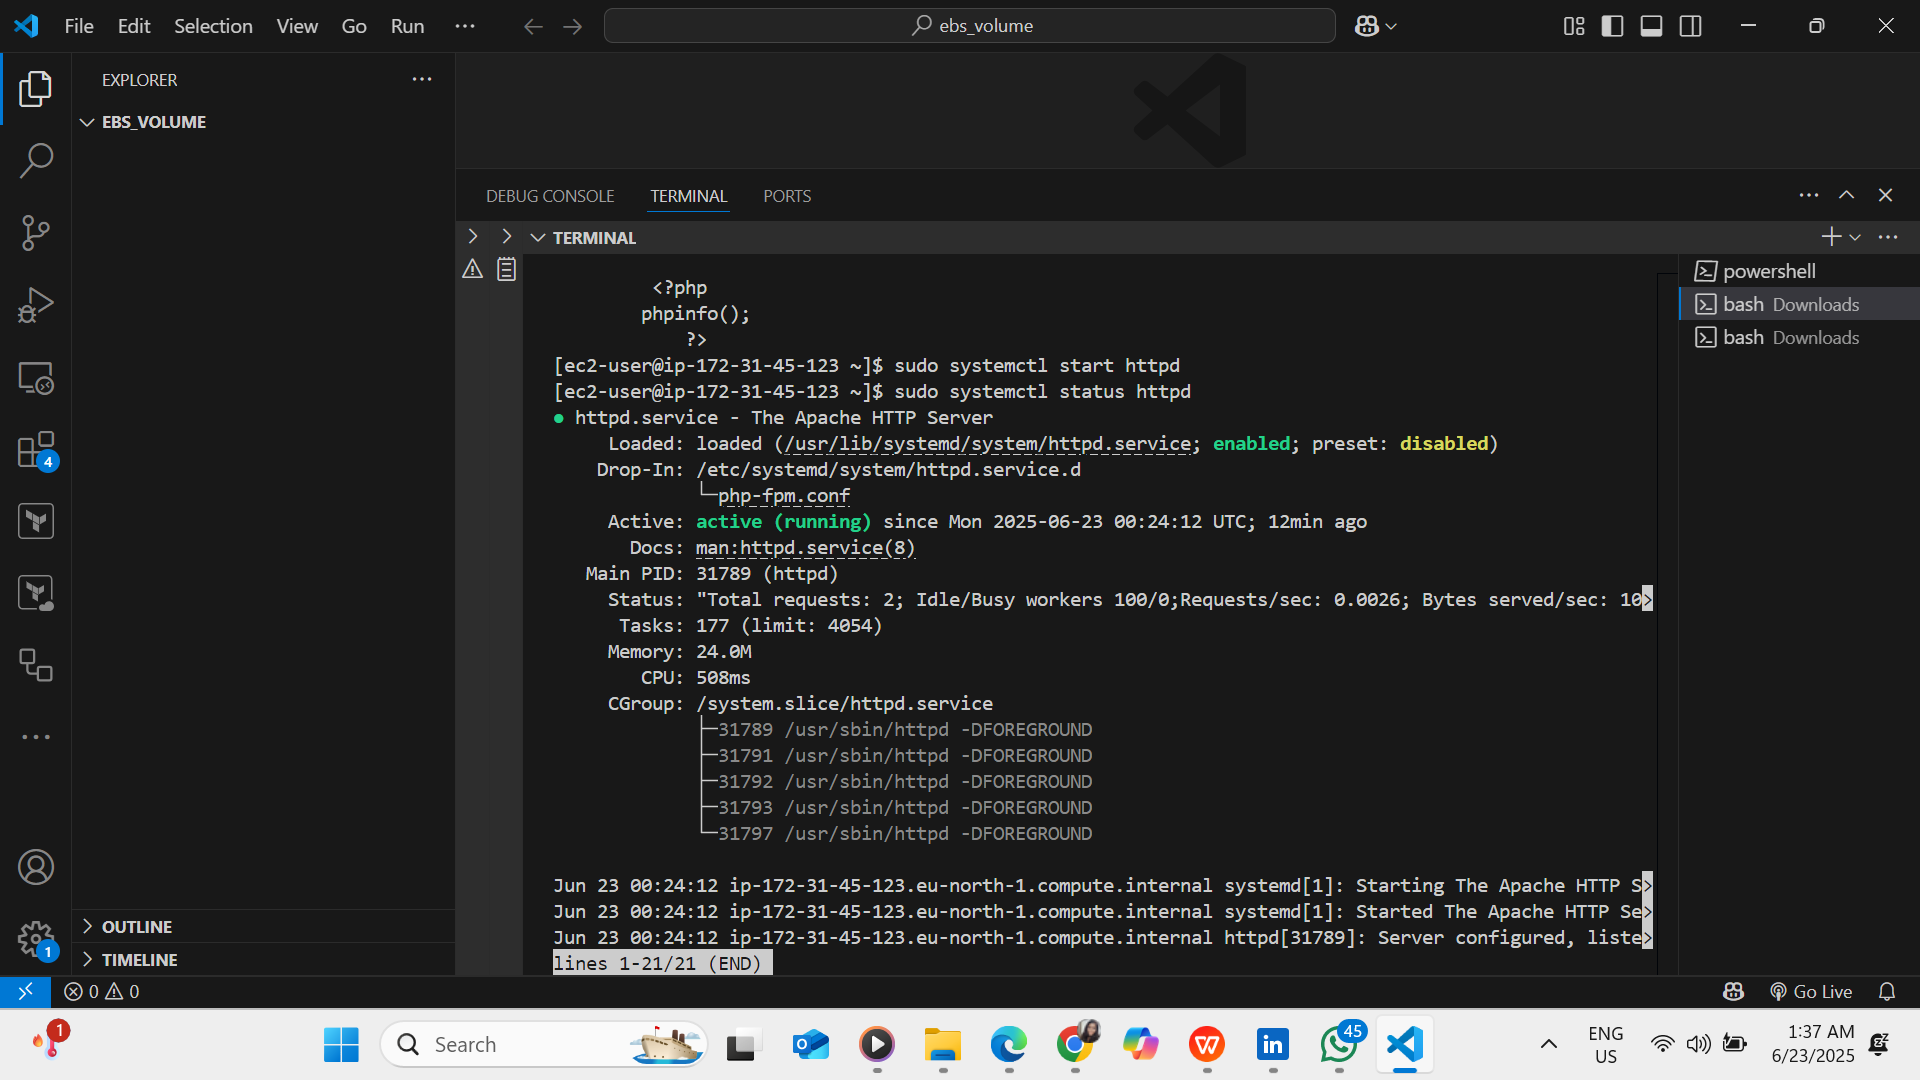 File Edit Selection View Go Run ···
ebs_volume
EXPLORER
EBS_VOLUME
DEBUG CONSOLE TERMINAL PORTS
TERMINAL
powershell
bash Downloads
bash Downloads
<?php
phpinfo();
?>
[ec2-user@ip-172-31-45-123 ~]$ sudo systemctl start httpd
[ec2-user@ip-172-31-45-123 ~]$ sudo systemctl status httpd
● httpd.service - The Apache HTTP Server
Loaded: loaded (/usr/lib/systemd/system/httpd.service; enabled; preset: disabled)
Drop-In: /etc/systemd/system/httpd.service.d
└─php-fpm.conf
Active: active (running) since Mon 2025-06-23 00:24:12 UTC; 12min ago
Docs: man:httpd.service(8)
Main PID: 31789 (httpd)
Status: "Total requests: 2; Idle/Busy workers 100/0;Requests/sec: 0.0026; Bytes served/sec: 10>
Tasks: 177 (limit: 4054)
Memory: 24.0M
CPU: 508ms
CGroup: /system.slice/httpd.service
├─31789 /usr/sbin/httpd -DFOREGROUND
├─31791 /usr/sbin/httpd -DFOREGROUND
├─31792 /usr/sbin/httpd -DFOREGROUND
├─31793 /usr/sbin/httpd -DFOREGROUND
└─31797 /usr/sbin/httpd -DFOREGROUND
Jun 23 00:24:12 ip-172-31-45-123.eu-north-1.compute.internal systemd[1]: Starting The Apache HTTP S>
Jun 23 00:24:12 ip-172-31-45-123.eu-north-1.compute.internal systemd[1]: Started The Apache HTTP Se>
Jun 23 00:24:12 ip-172-31-45-123.eu-north-1.compute.internal httpd[31789]: Server configured, liste>
lines 1-21/21 (END)
4
1
OUTLINE
TIMELINE
0 0
Go Live
1
Search
45
ENG
US
1:37 AM
6/23/2025